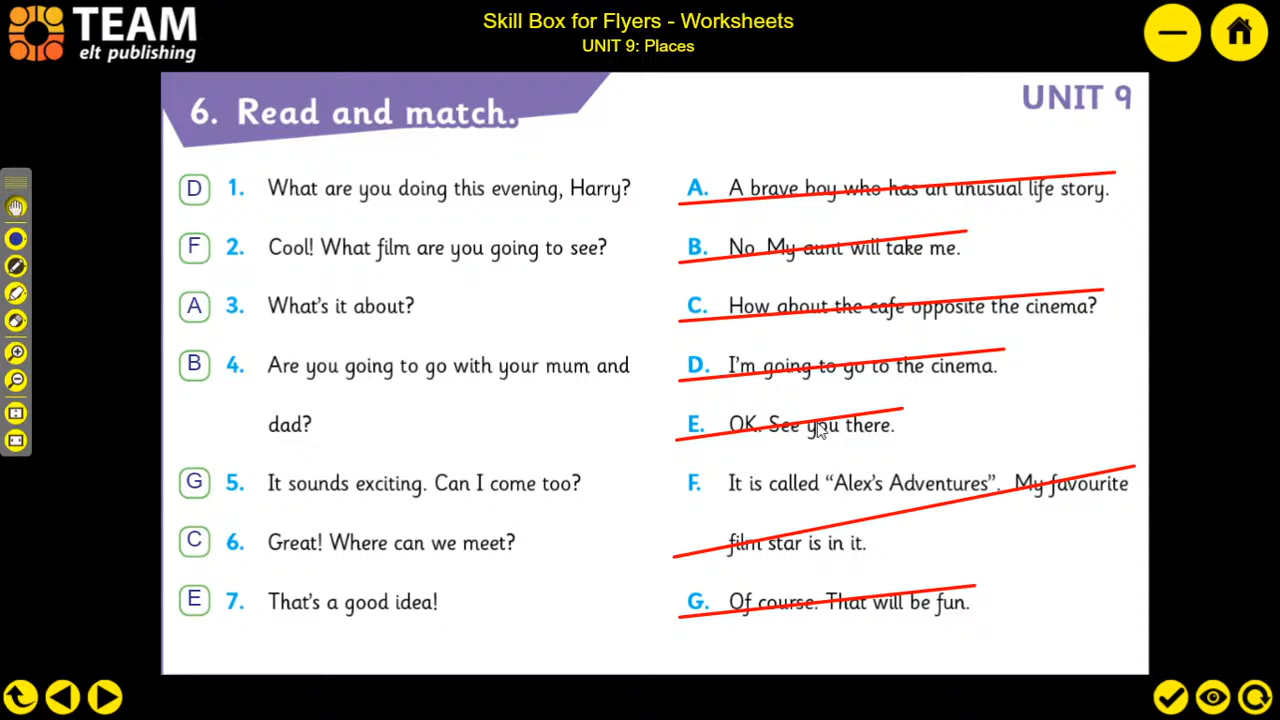 TEAM
elt publishing
Skill Box for Flyers - Worksheets
UNIT 9: Places
6. Read and match.
UNIT 9
D 1. What are you doing this evening, Harry?
F 2. Cool! What film are you going to see?
A 3. What's it about?
B 4. Are you going to go with your mum and
dad?
G 5. It sounds exciting. Can I come too?
C 6. Great! Where can we meet?
E 7. That's a good idea!
A. A brave boy who has an unusual life story.
B. No. My aunt will take me.
C. How about the cafe opposite the cinema?
D. I'm going to go to the cinema.
E. OK. See you there.
F. It is called “Alex's Adventures”. My favourite
film star is in it.
G. Of course. That will be fun.